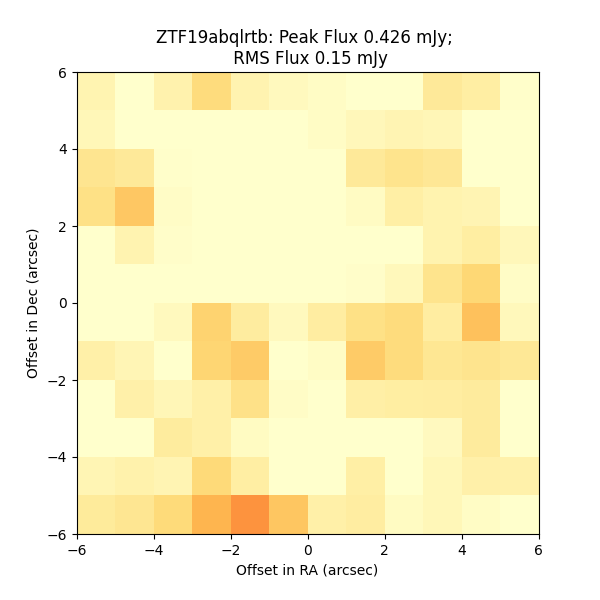 ZTF19abqlrtb: Peak Flux 0.426 mJy;
RMS Flux 0.15 mJy
6
4
2
0
−2
−4
−6
Offset in Dec (arcsec)
−6 −4 −2 0 2 4 6
Offset in RA (arcsec)